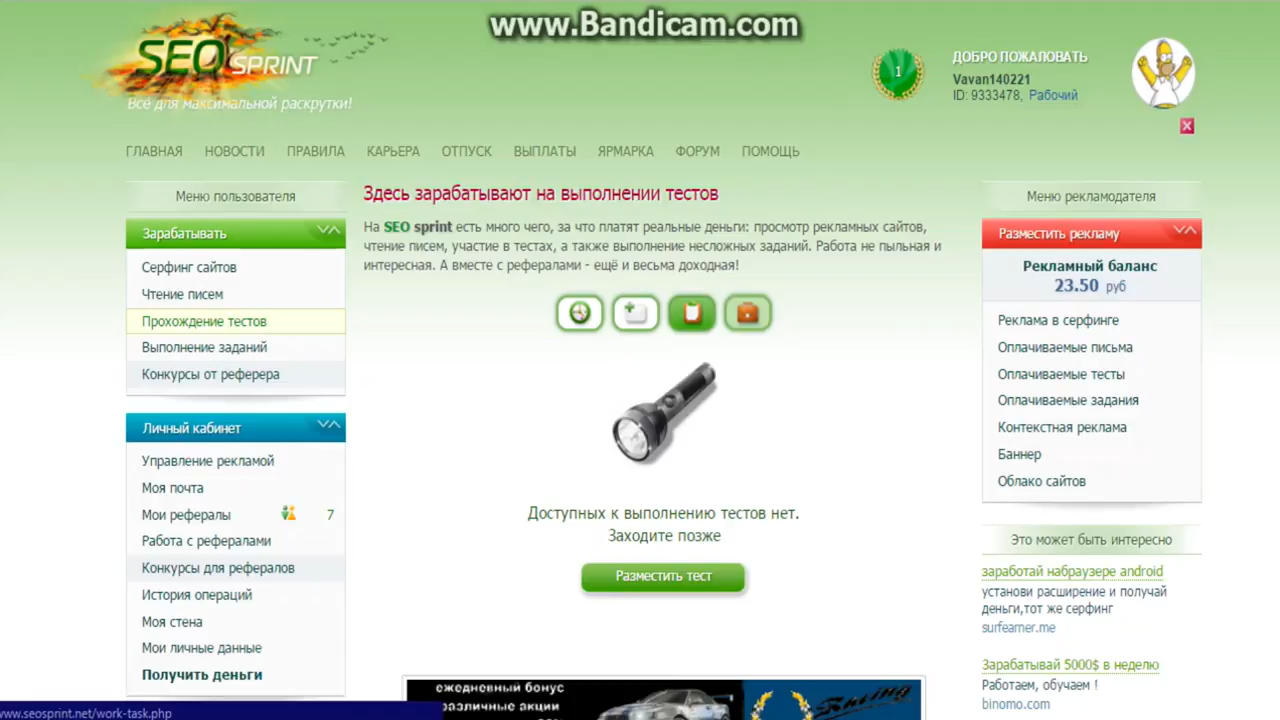 www.Bandicam.com
SEO SPRINT
Всё для максимальной раскрутки!
1
ДОБРО ПОЖАЛОВАТЬ
Vavan140221
ID: 9333478, Рабочий
ГЛАВНАЯ НОВОСТИ ПРАВИЛА КАРЬЕРА ОТПУСК ВЫПЛАТЫ ЯРМАРКА ФОРУМ ПОМОЩЬ
Меню пользователя
Зарабатывать
Серфинг сайтов
Чтение писем
Прохождение тестов
Выполнение заданий
Конкурсы от реферера
Личный кабинет
Управление рекламой
Моя почта
Мои рефералы 7
Работа с рефералами
Конкурсы для рефералов
История операций
Моя стена
Мои личные данные
Получить деньги
www.seosprint.net/work-task.php
Здесь зарабатывают на выполнении тестов
На SEO sprint есть много чего, за что платят реальные деньги: просмотр рекламных сайтов,
чтение писем, участие в тестах, а также выполнение несложных заданий. Работа не пыльная и
интересная. А вместе с рефералами - ещё и весьма доходная!
Доступных к выполнению тестов нет.
Заходите позже
Разместить тест
ежедневный бонус
различные акции
Racing
Меню рекламодателя
Разместить рекламу
Рекламный баланс
23.50 руб
Реклама в серфинге
Оплачиваемые письма
Оплачиваемые тесты
Оплачиваемые задания
Контекстная реклама
Баннер
Облако сайтов
Это может быть интересно
заработай набраузере android
установи расширение и получай
деньги,тот же серфинг
surfearner.me
Зарабатывай 5000$ в неделю
Работаем, обучаем !
binomo.com